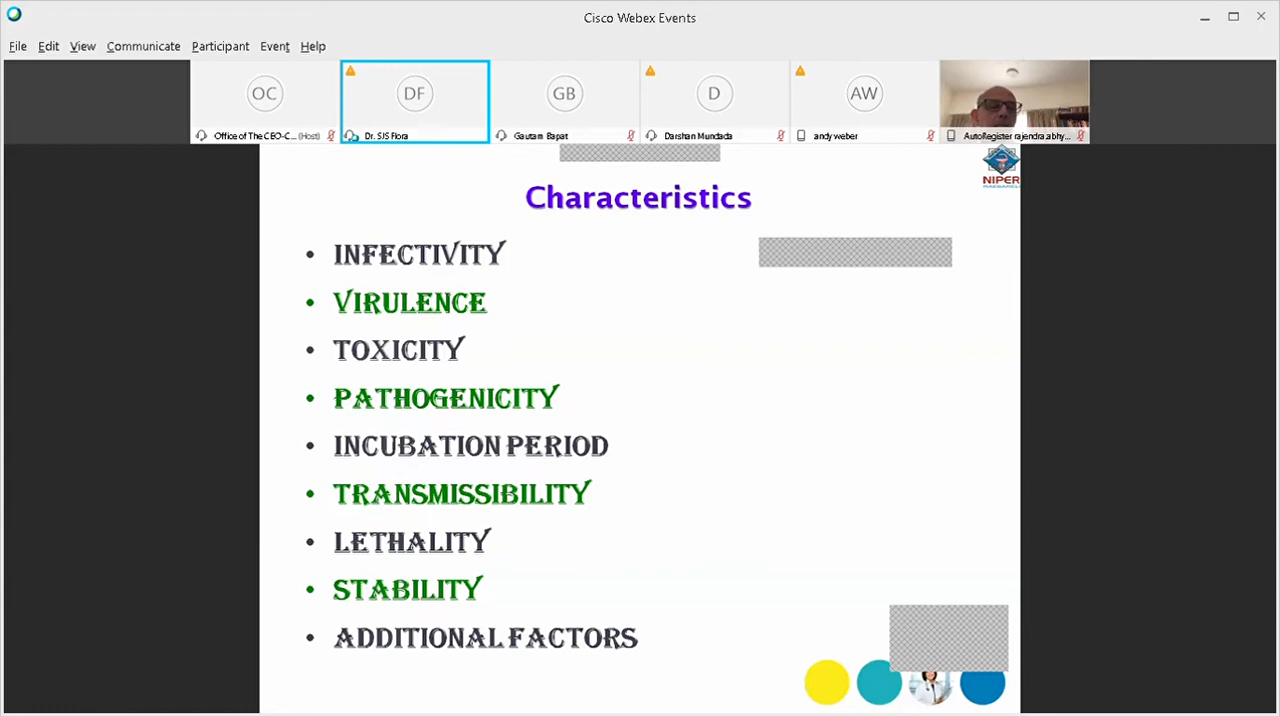 Cisco Webex Events
File Edit View Communicate Participant Event Help
OC DF GB D AW
Office of The CEO-C... (Host) Dr. SJS Flora Gautam Bapat Darshan Mundada andy weber AutoRegister rajendra.abhy...
NIPER
Characteristics
• INFECTIVITY
• VIRULENCE
• TOXICITY
• PATHOGENICITY
• INCUBATION PERIOD
• TRANSMISSIBILITY
• LETHALITY
• STABILITY
• ADDITIONAL FACTORS